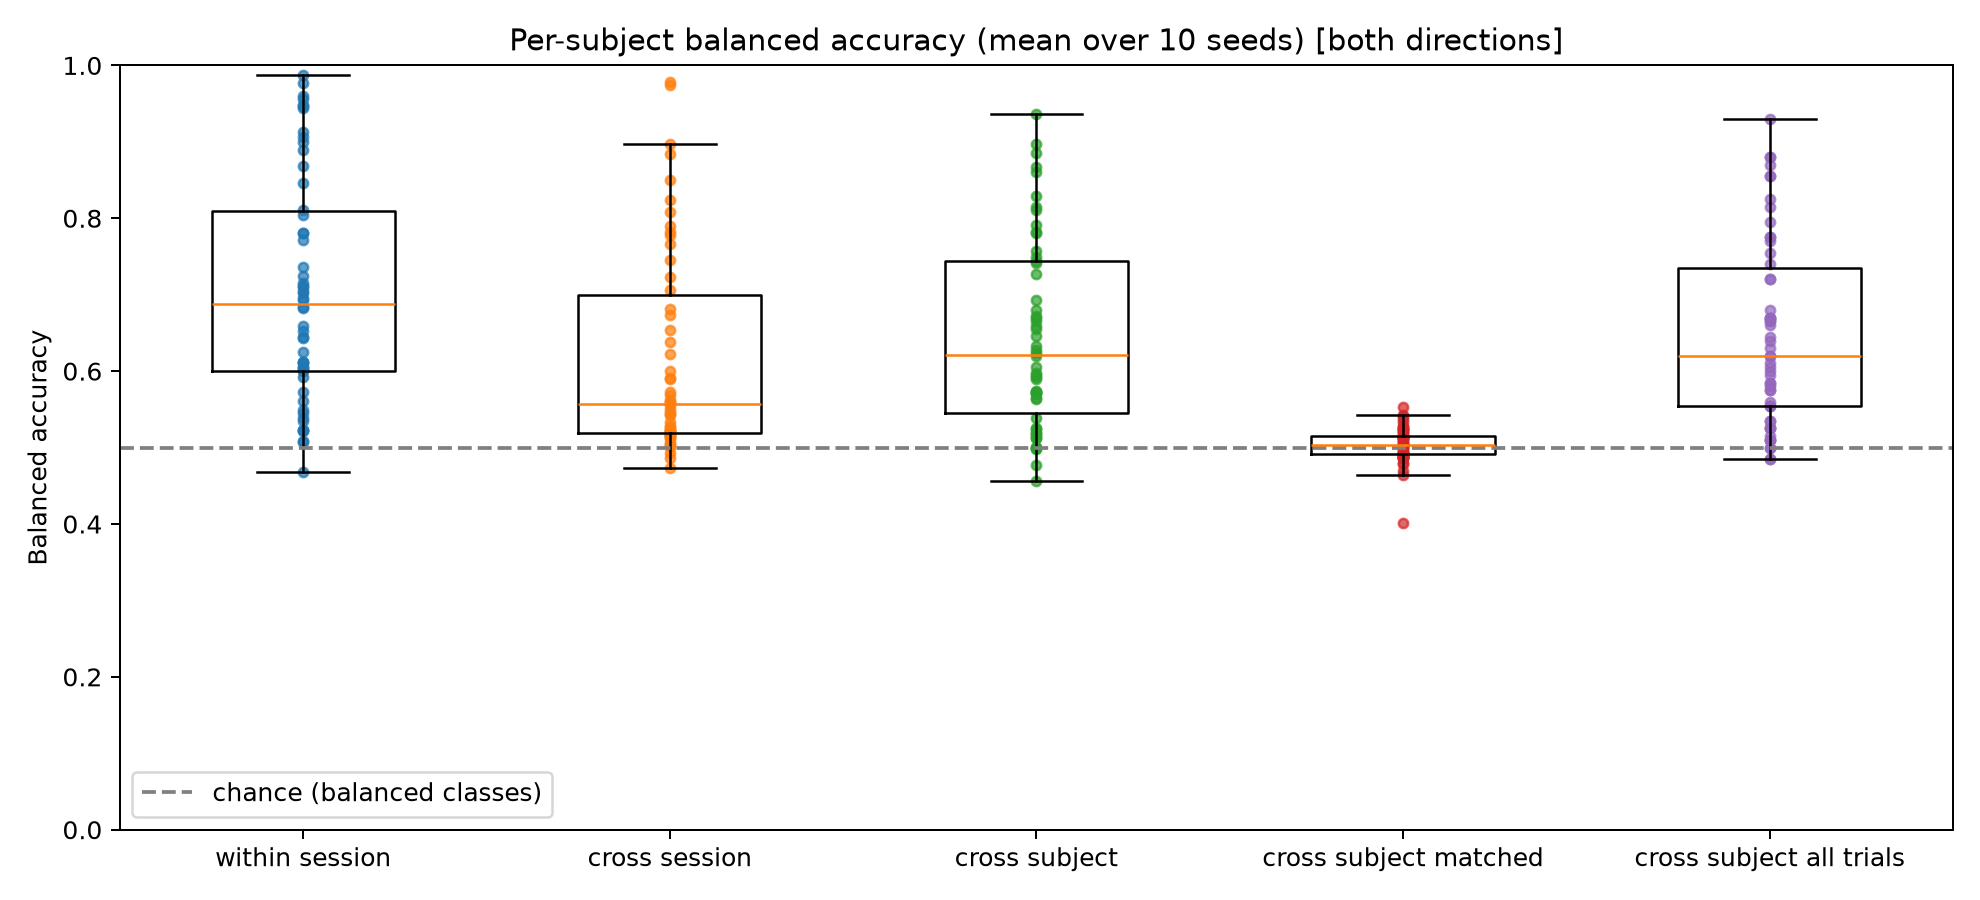 Per-subject balanced accuracy (mean over 10 seeds) [both directions]
Balanced accuracy
1.0
0.8
0.6
0.4
0.2
0.0
chance (balanced classes)
within session
cross session
cross subject
cross subject matched
cross subject all trials